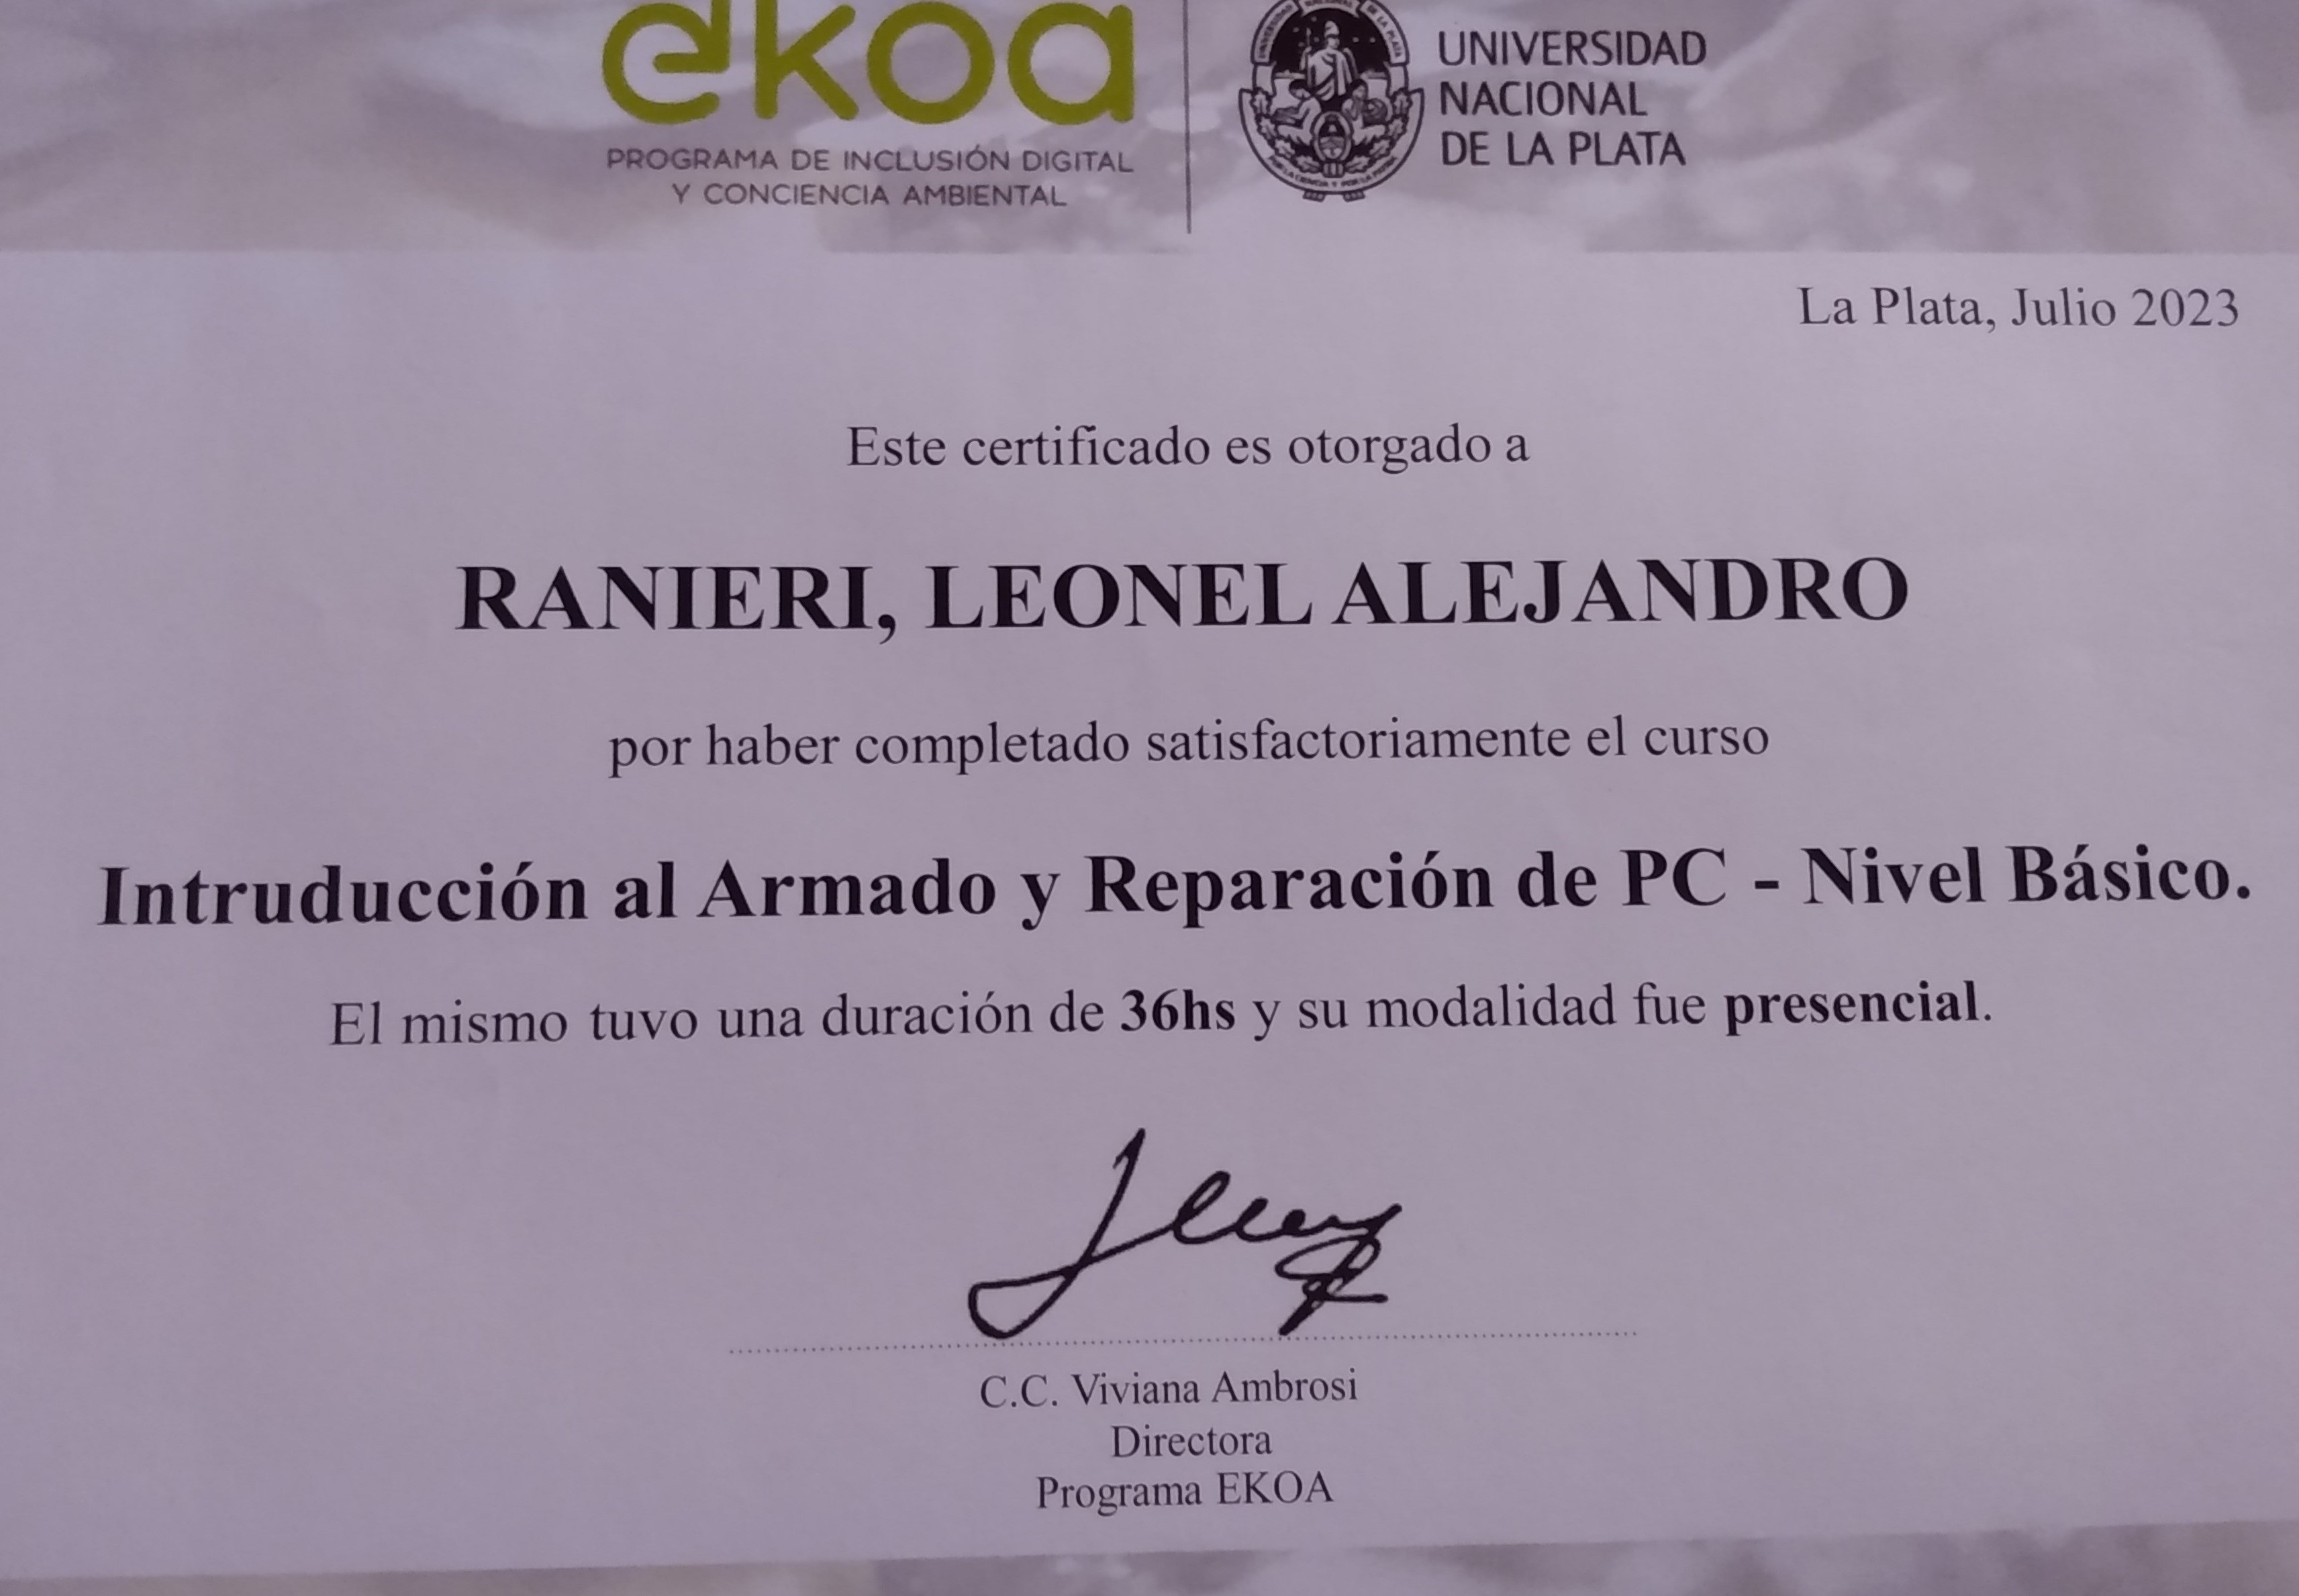 ekoa
PROGRAMA DE INCLUSIÓN DIGITAL
Y CONCIENCIA AMBIENTAL
UNIVERSIDAD
NACIONAL
DE LA PLATA
La Plata, Julio 2023
Este certificado es otorgado a
RANIERI, LEONEL ALEJANDRO
por haber completado satisfactoriamente el curso
Intruducción al Armado y Reparación de PC - Nivel Básico.
El mismo tuvo una duración de 36hs y su modalidad fue presencial.
C.C. Viviana Ambrosi
Directora
Programa EKOA